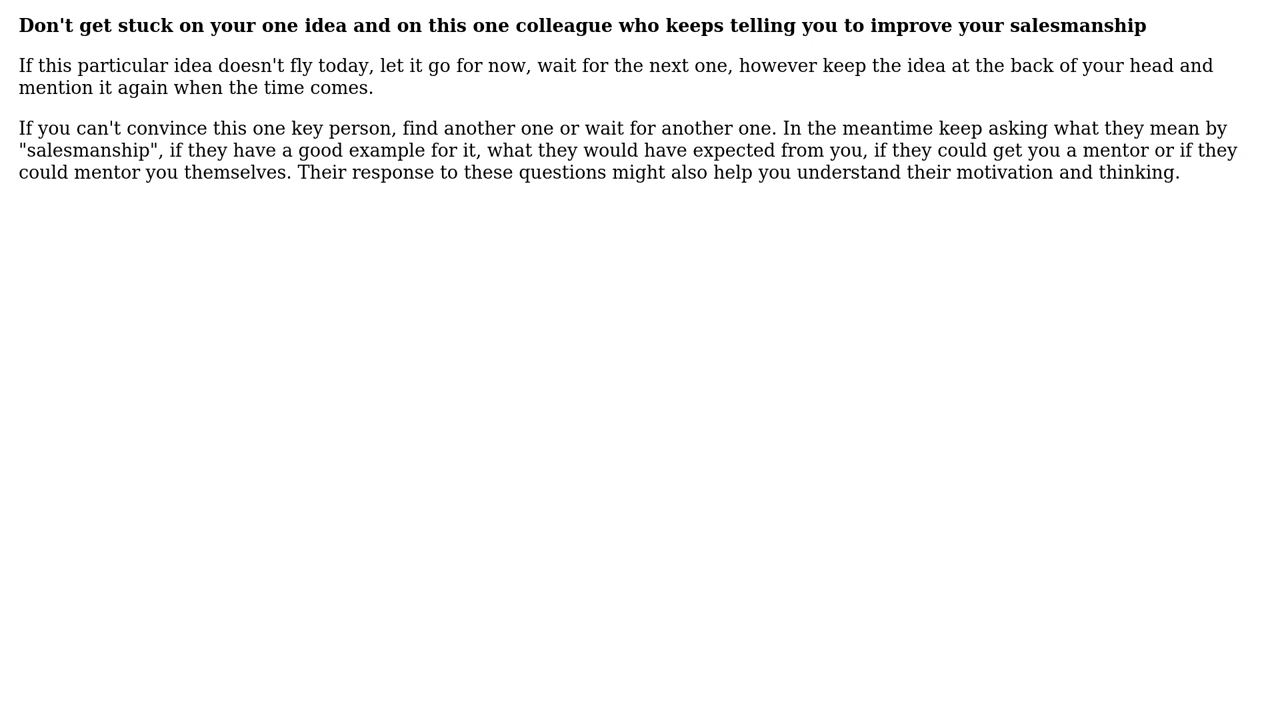 Don't get stuck on your one idea and on this one colleague who keeps telling you to improve your salesmanship
If this particular idea doesn't fly today, let it go for now, wait for the next one, however keep the idea at the back of your head and
mention it again when the time comes.
If you can't convince this one key person, find another one or wait for another one. In the meantime keep asking what they mean by
"salesmanship", if they have a good example for it, what they would have expected from you, if they could get you a mentor or if they
could mentor you themselves. Their response to these questions might also help you understand their motivation and thinking.